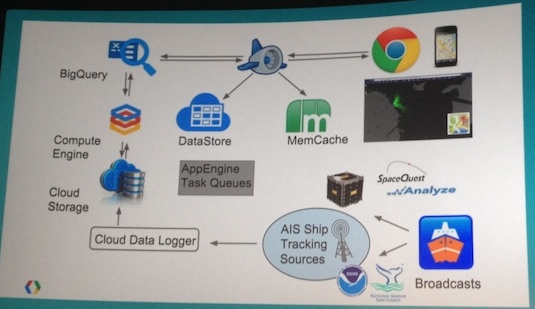 BigQuery
Compute
Engine
Cloud
Storage
DataStore
MemCache
AppEngine
Task Queues
SpaceQuest
Analyze
Cloud Data Logger
AIS Ship
Tracking
Sources
Broadcasts